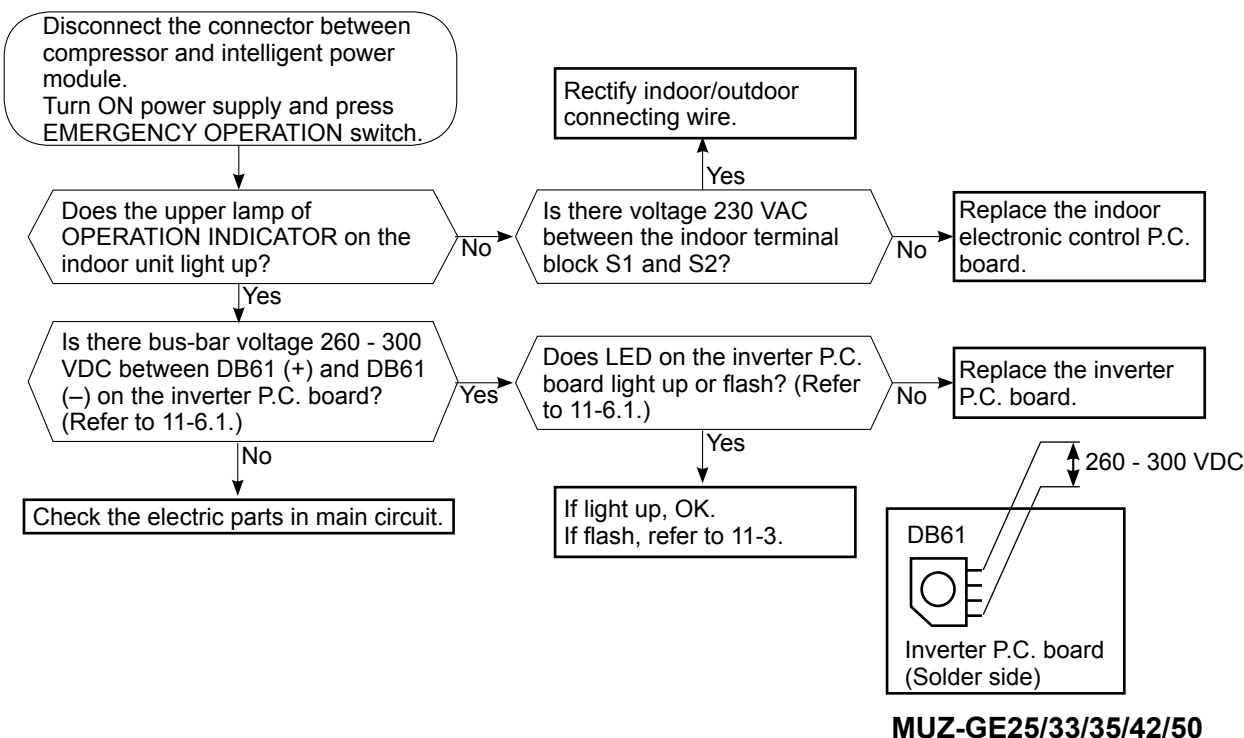 Disconnect the connector between
compressor and intelligent power
module.
Turn ON power supply and press
EMERGENCY OPERATION switch.
Rectify indoor/outdoor
connecting wire.
Yes
Does the upper lamp of
OPERATION INDICATOR on the
indoor unit light up?
No
Is there voltage 230 VAC
between the indoor terminal
block S1 and S2?
No
Replace the indoor
electronic control P.C.
board.
Yes
Is there bus-bar voltage 260 - 300
VDC between DB61 (+) and DB61
(–) on the inverter P.C. board?
(Refer to 11-6.1.)
Yes
Does LED on the inverter P.C.
board light up or flash? (Refer
to 11-6.1.)
No
Replace the inverter
P.C. board.
No
Yes
Check the electric parts in main circuit.
If light up, OK.
If flash, refer to 11-3.
260 - 300 VDC
DB61
Inverter P.C. board
(Solder side)
MUZ-GE25/33/35/42/50